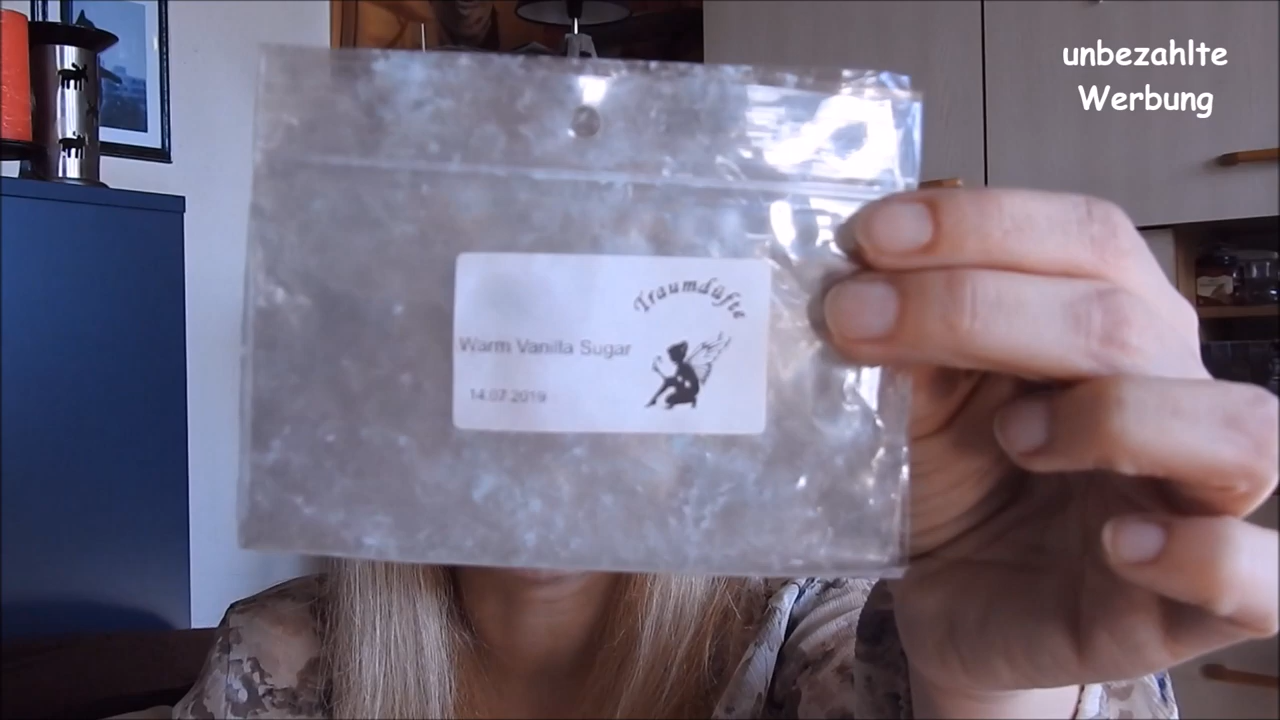 unbezahlte
Werbung
Traumdüfte
Warm Vanilla Sugar
14.07.2019